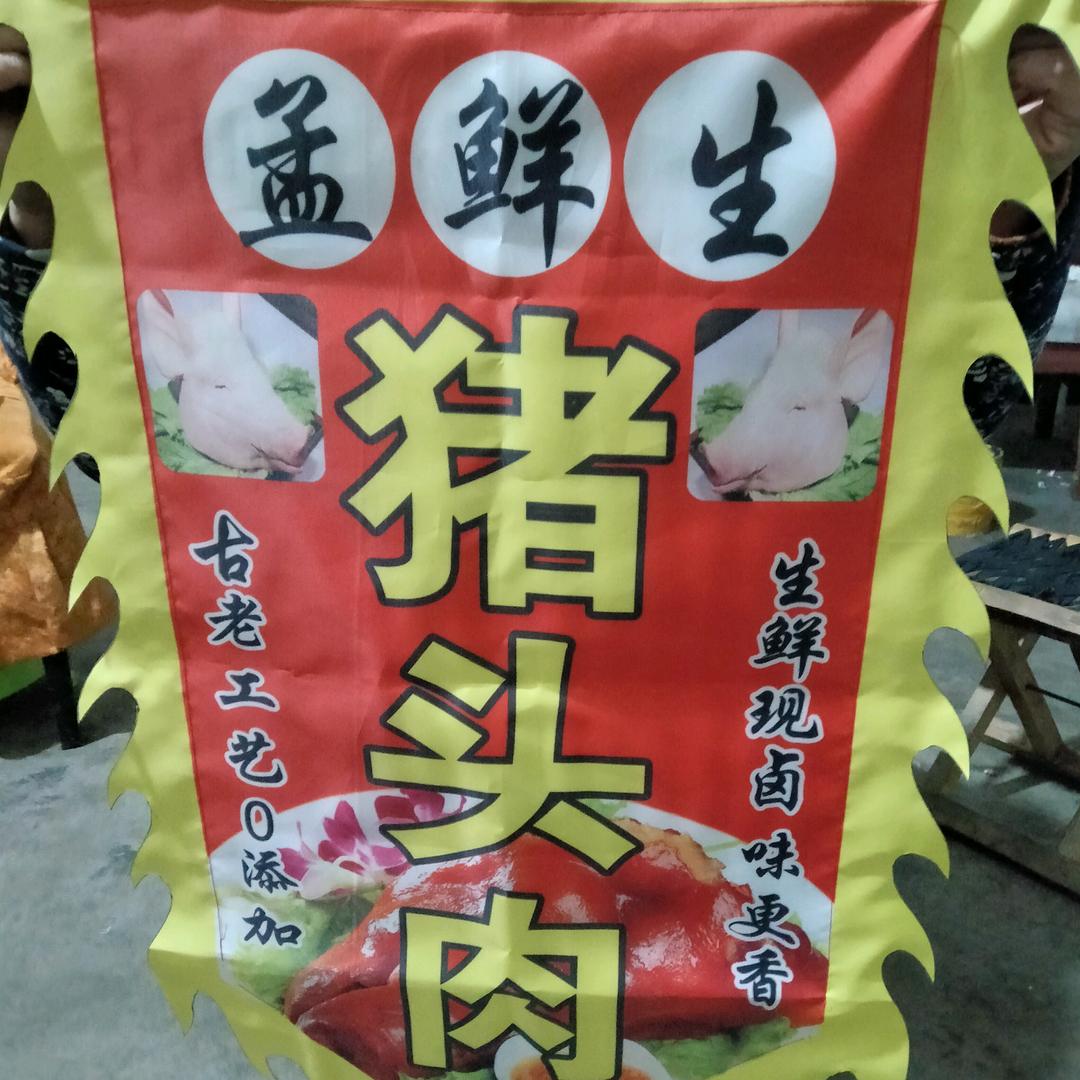 孟鲜生
猪头肉
古老工艺0添加
生鲜现卤味更香